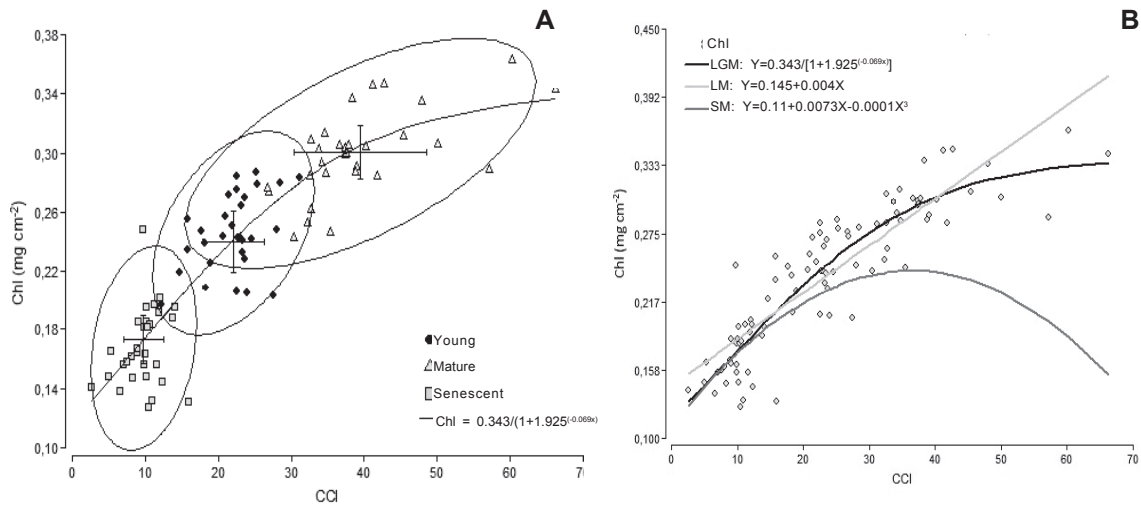 A
0,38
0,34
0,30
0,26
0,22
0,18
0,14
0,10
Chl (mg cm-2)
Young
Mature
Senescent
Chl = 0.343/(1+1.925(-0.069x)
0 10 20 30 40 50 60 70
CCI
B
0,450
0,392
0,333
0,275
0,217
0,158
0,100
Chl (mg cm-2)
Chl
LGM: Y=0.343/[1+1.925(-0.069x)]
LM: Y=0.145+0.004X
SM: Y=0.11+0.0073X-0.0001X3
0 10 20 30 40 50 60 70
CCI